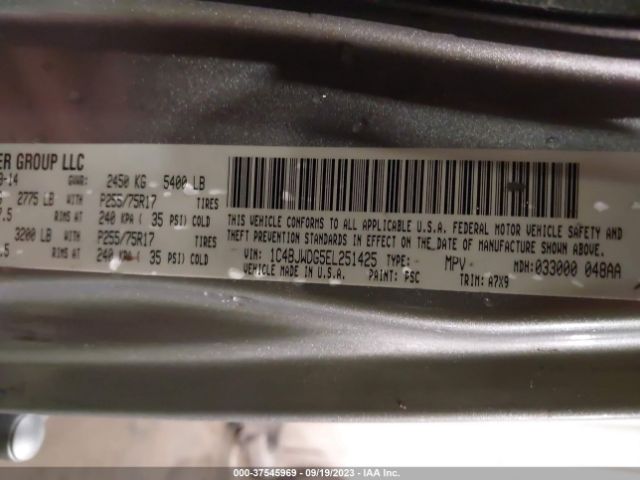 ER GROUP LLC
-14 GVWR: 2450 KG 5400 LB
2775 LB WITH P255/75R17 TIRES
7.5 RIMS AT 240 KPA ( 35 PSI) COLD
3200 LB WITH P255/75R17 TIRES
.5 RIMS AT 240 KPA ( 35 PSI) COLD
THIS VEHICLE CONFORMS TO ALL APPLICABLE U.S.A. FEDERAL MOTOR VEHICLE SAFETY AND
THEFT PREVENTION STANDARDS IN EFFECT ON THE DATE OF MANUFACTURE SHOWN ABOVE.
VIN: 1C4BJWDG5EL251425 TYPE: MPV MDH: 033000 048AA
VEHICLE MADE IN U.S.A. PAINT: PSC TRIM: A7X9
000-37545969 - 09/19/2023 - IAA Inc.